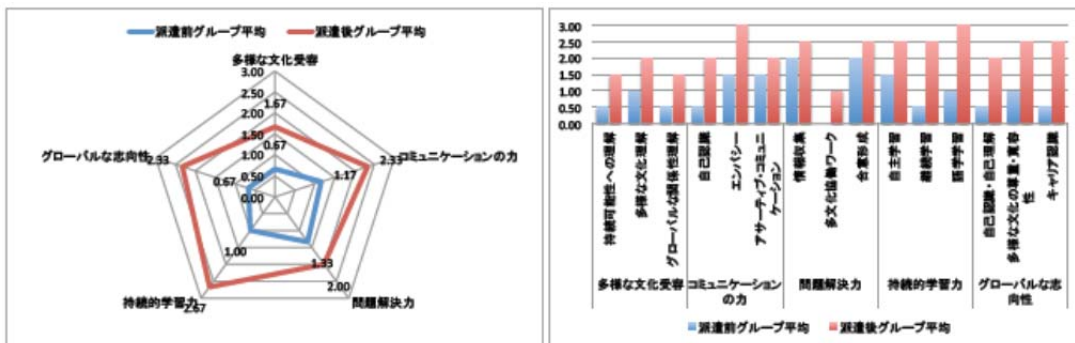 派遣前グループ平均 派遣後グループ平均
多様な文化受容
3.00
2.50
2.00
1.67
1.50
1.00
0.67
0.50
0.00
グローバルな志向性
2.33
0.67
コミュニケーションの力
2.33
1.17
1.00
1.33
2.00
持続的学習力
2.67
問題解決力
3.00
2.50
2.00
1.50
1.00
0.50
0.00
持続可能性への理解
多様な文化理解
グローバルな関係性理解
自己認識
エンパシー
アサーティブ・コミュニ
ケーション
情報収集
多文化協働ワーク
合意形成
自主学習
継続学習
語学学習
自己認識・自己理解
多様な文化の尊重・寛容
性
キャリア認識
多様な文化受容
コミュニケーション
の力
問題解決力
持続的学習力
グローバルな志
向性
派遣前グループ平均 派遣後グループ平均